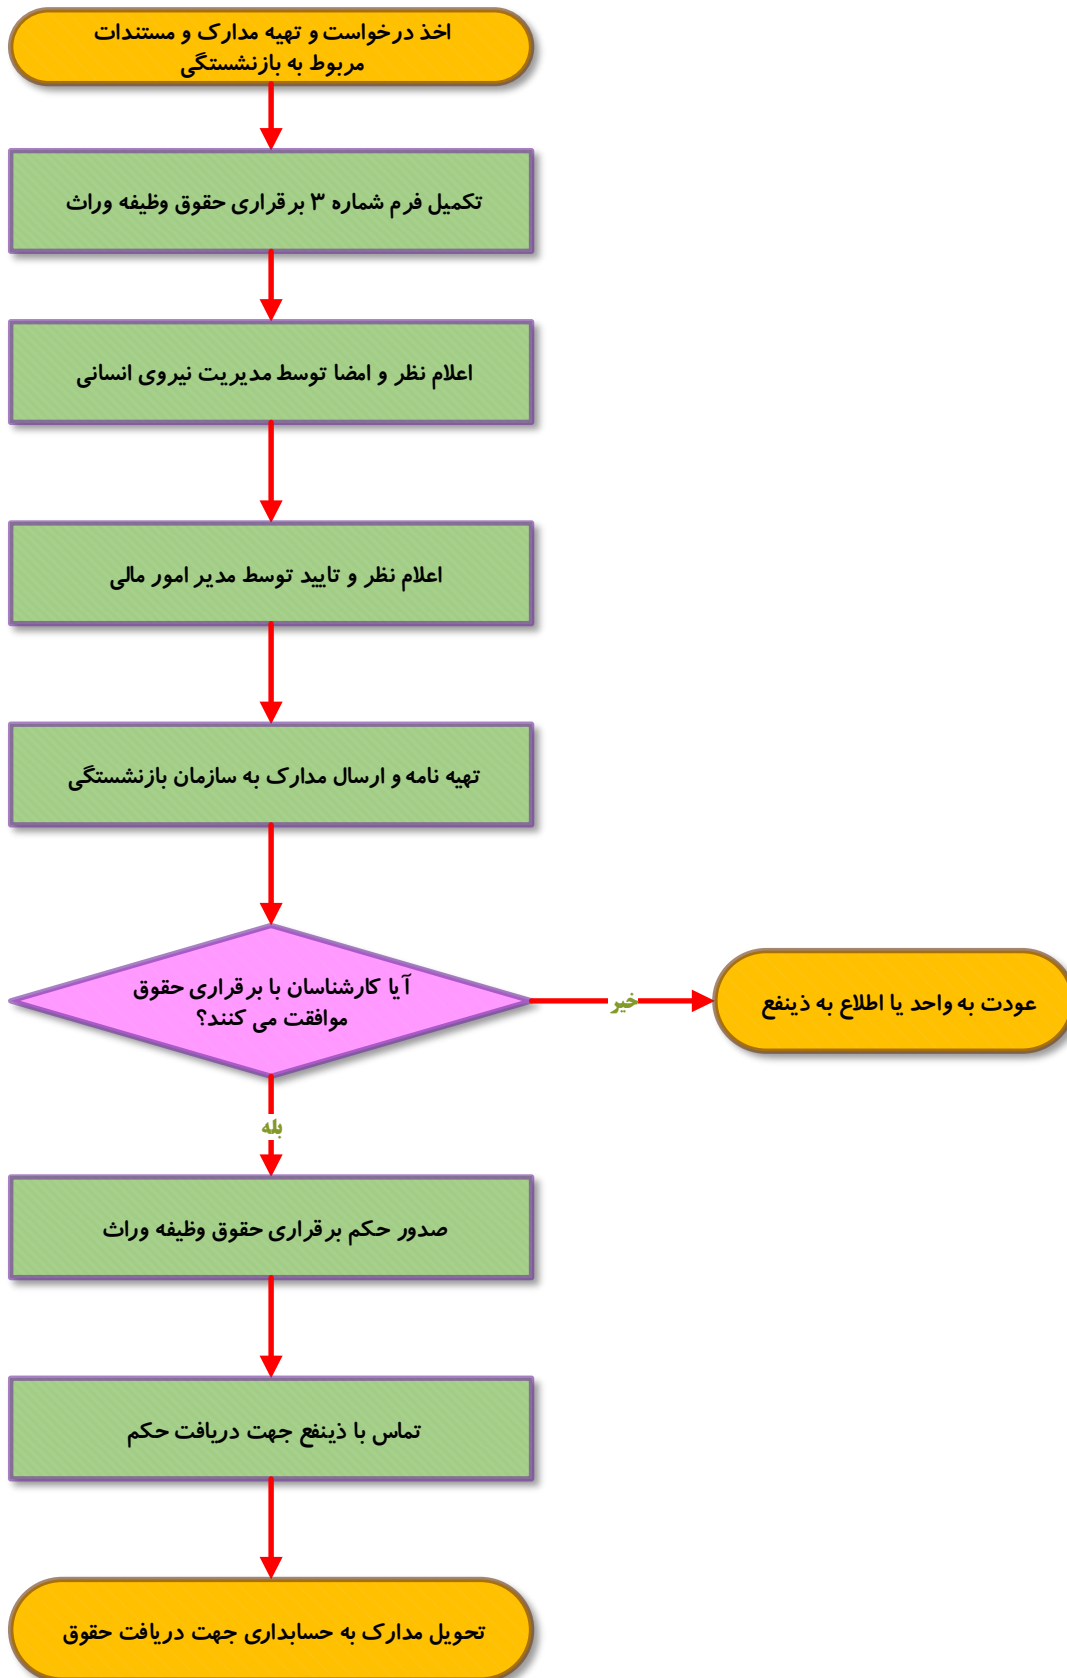 اخذ درخواست و تهیه مدارک و مستندات
مربوط به بازنشستگی
تکمیل فرم شماره ۳ برقراری حقوق وظیفه وراث
اعلام نظر و امضا توسط مدیریت نیروی انسانی
اعلام نظر و تایید توسط مدیر امور مالی
تهیه نامه و ارسال مدارک به سازمان بازنشستگی
آیا کارشناسان با برقراری حقوق
موافقت می کنند؟
خیر
عودت به واحد یا اطلاع به ذینفع
بله
صدور حکم برقراری حقوق وظیفه وراث
تماس با ذینفع جهت دریافت حکم
تحویل مدارک به حسابداری جهت دریافت حقوق